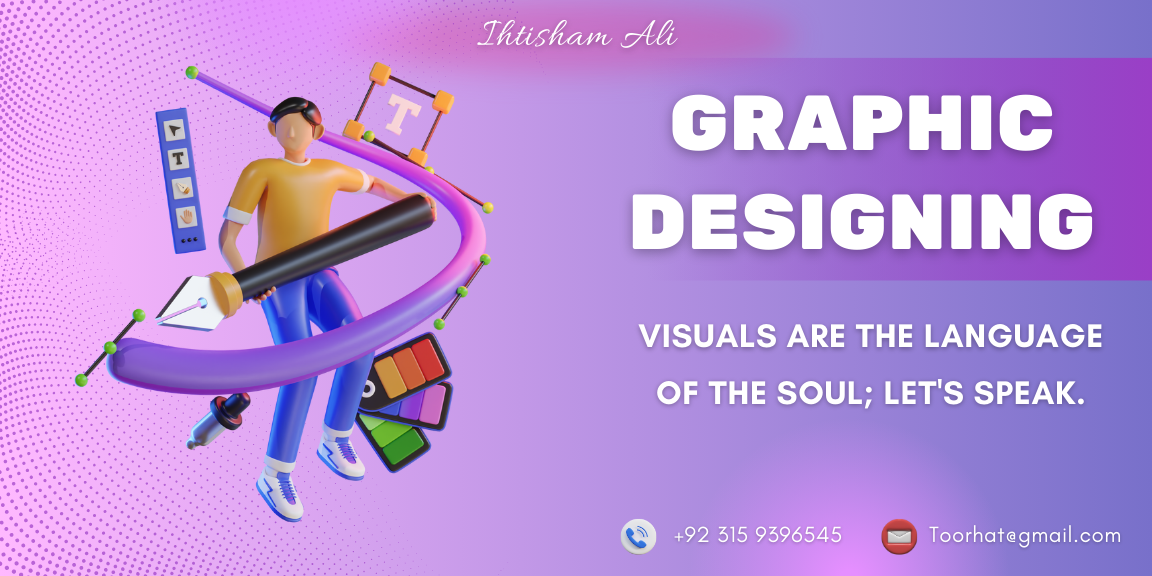 Ihtisham Ali
T
T
GRAPHIC
DESIGNING
VISUALS ARE THE LANGUAGE
OF THE SOUL; LET'S SPEAK.
+92 315 9396545
Toorhat@gmail.com